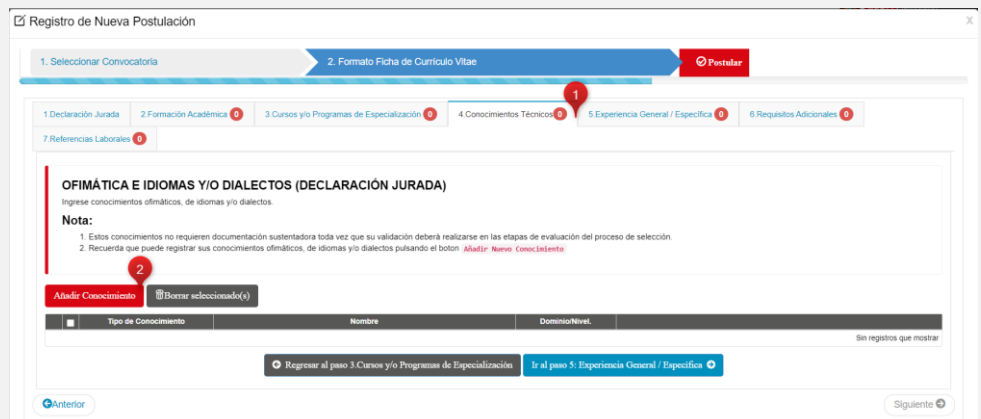 Registro de Nueva Postulación
X
1. Seleccionar Convocatoria
2. Formato Ficha de Currículo Vitae
Postular
1
1.Declaración Jurada
2.Formación Académica 0
3.Cursos y/o Programas de Especialización 0
4.Conocimientos Técnicos 0
5.Experiencia General / Específica 0
6.Requisitos Adicionales 0
7.Referencias Laborales 0
OFIMÁTICA E IDIOMAS Y/O DIALECTOS (DECLARACIÓN JURADA)
Ingrese conocimientos ofimáticos, de idiomas y/o dialectos.
Nota:
1. Estos conocimientos no requieren documentación sustentadora toda vez que su validación deberá realizarse en las etapas de evaluación del proceso de selección.
2. Recuerda que puede registrar sus conocimientos ofimáticos, de idiomas y/o dialectos pulsando el boton Añadir Nuevo Conocimiento
2
Añadir Conocimiento
Borrar seleccionado(s)
Tipo de Conocimiento
Nombre
Dominio/Nivel.
Sin registros que mostrar
Regresar al paso 3.Cursos y/o Programas de Especialización
Ir al paso 5: Experiencia General / Específica
Anterior
Siguiente